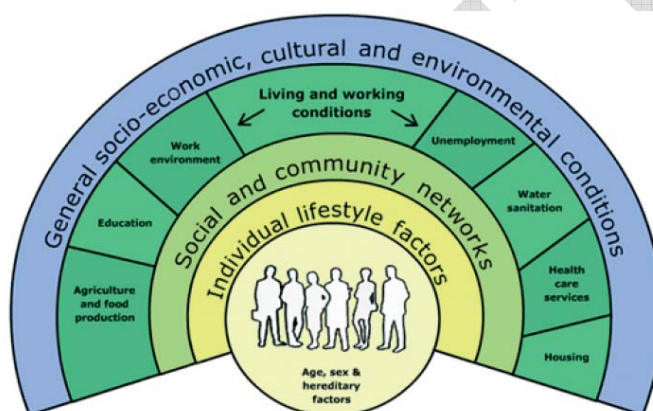 General socio-economic, cultural and environmental conditions
Living and working
conditions
Work
environment
Unemployment
Education
Water
sanitation
Agriculture
and food
production
Health
care
services
Housing
Social and community networks
Individual lifestyle factors
Age, sex &
hereditary
factors